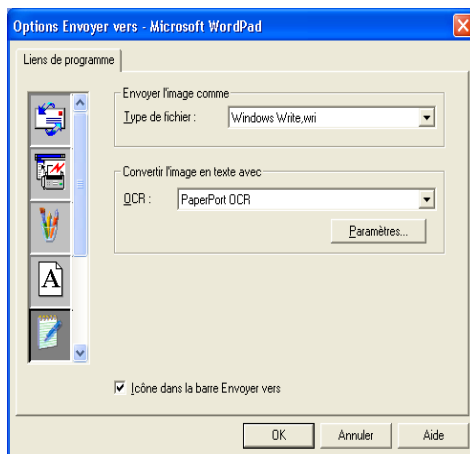 Options Envoyer vers - Microsoft WordPad
Liens de programme
Envoyer l'image comme
Type de fichier : Windows Write,wri
Convertir l'image en texte avec
OCR : PaperPort OCR
Paramètres...
A
Icône dans la barre Envoyer vers
OK Annuler Aide